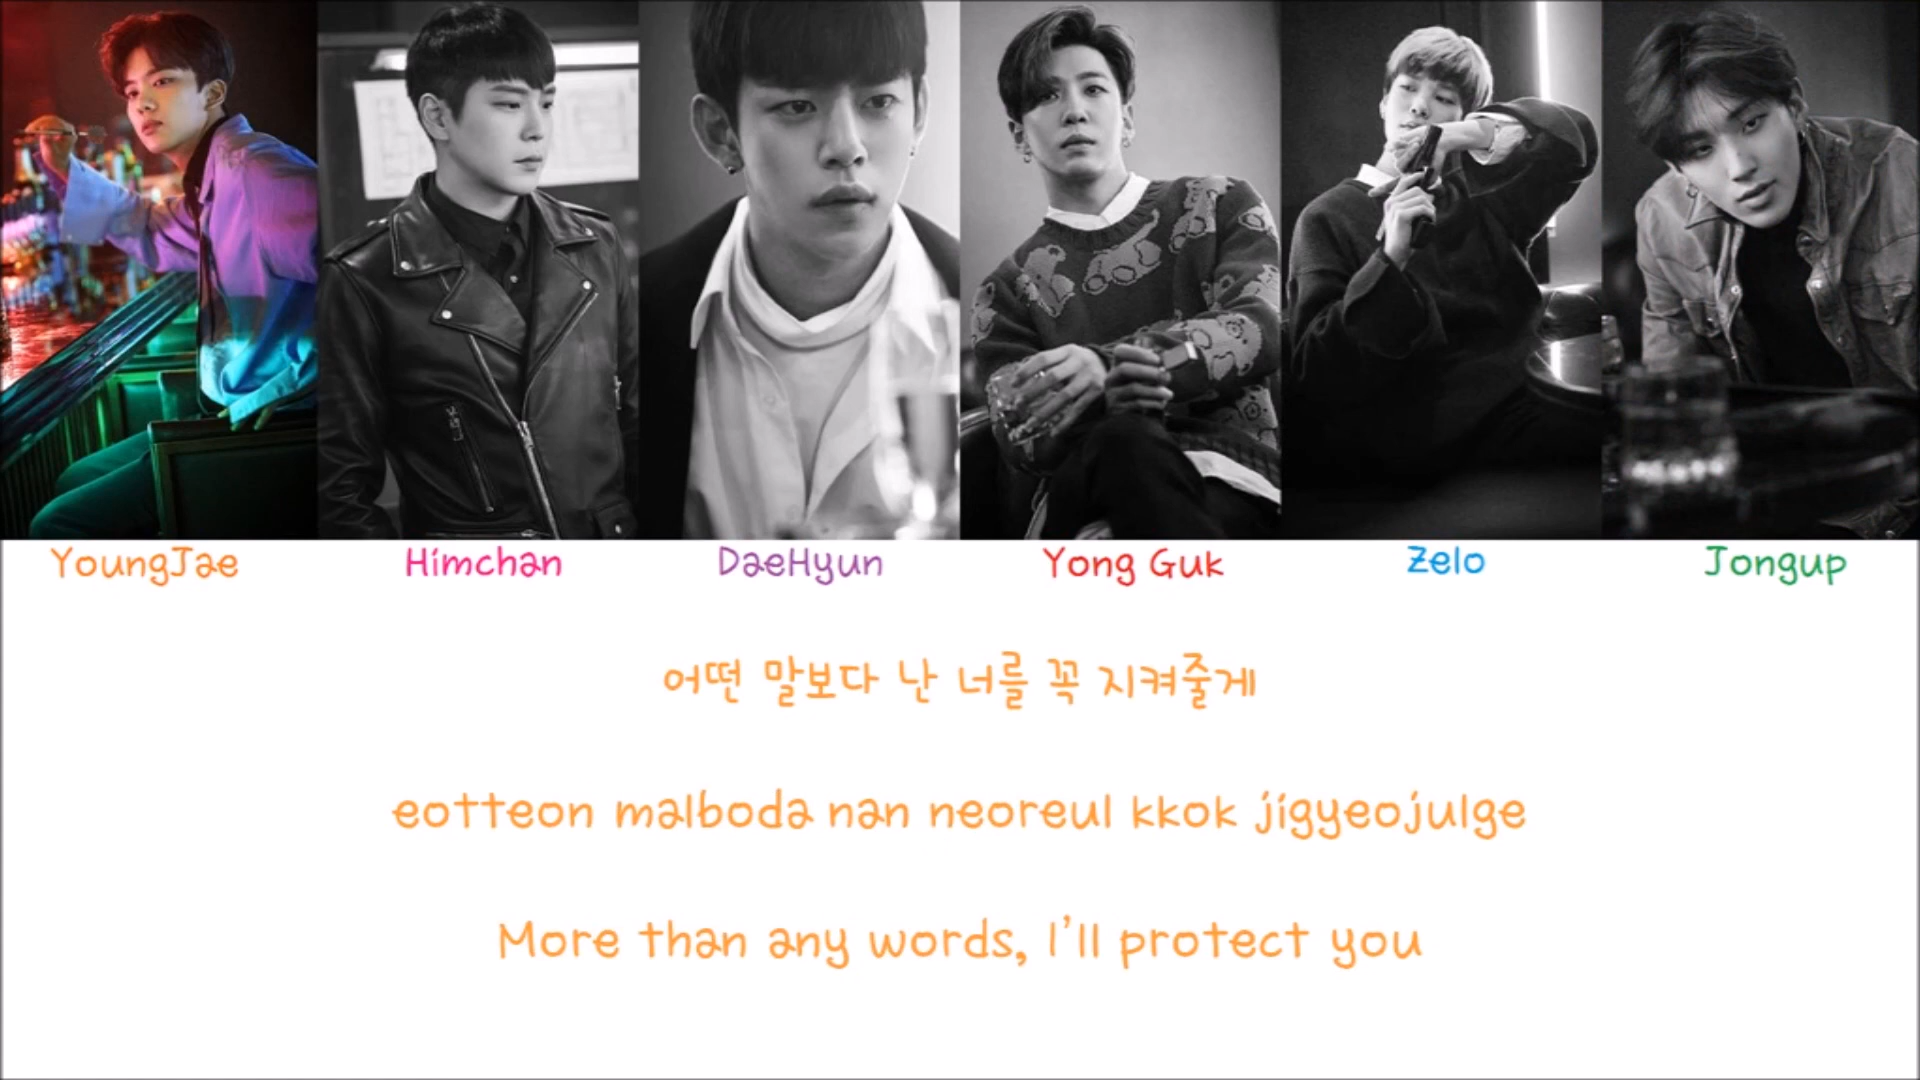 YoungJae Himchan DaeHyun Yong Guk Zelo Jongup
어떤 말보다 난 너를 꼭 지켜줄게
eotteon malboda nan neoreul kkok jigyeojulge
More than any words, I'll protect you